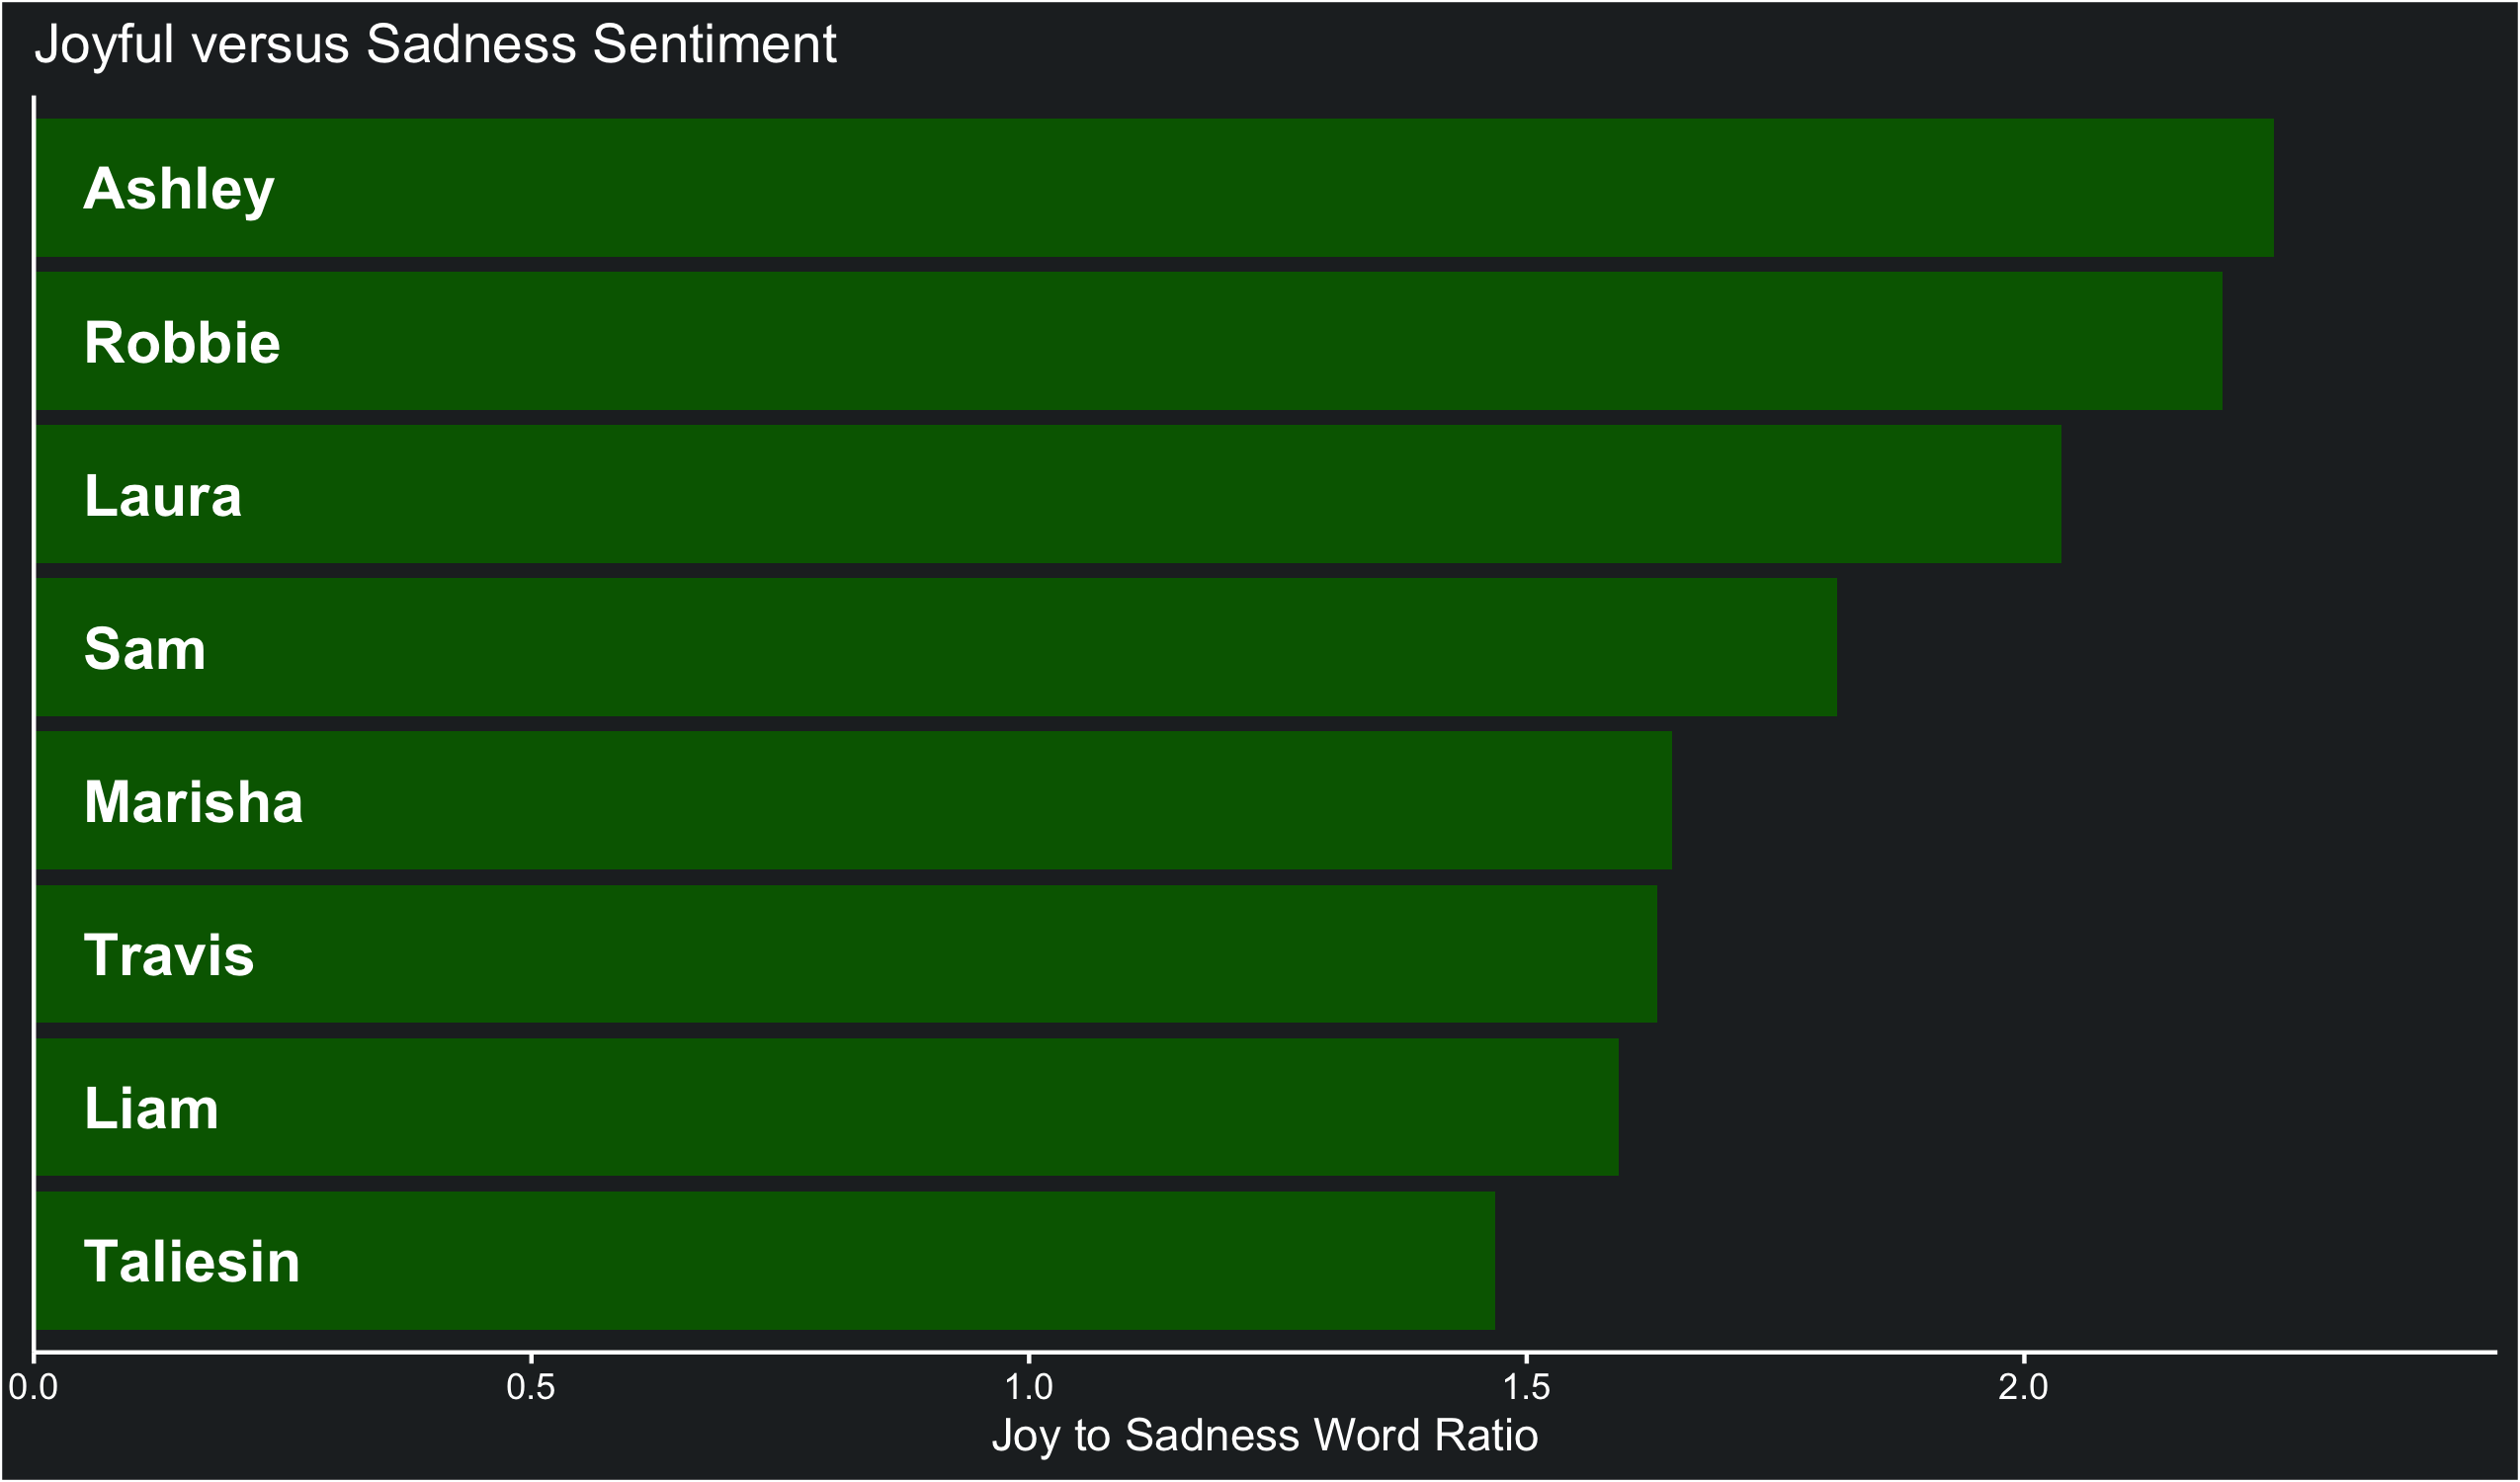 Joyful versus Sadness Sentiment
Ashley
Robbie
Laura
Sam
Marisha
Travis
Liam
Taliesin
0.0 0.5 1.0 1.5 2.0
Joy to Sadness Word Ratio